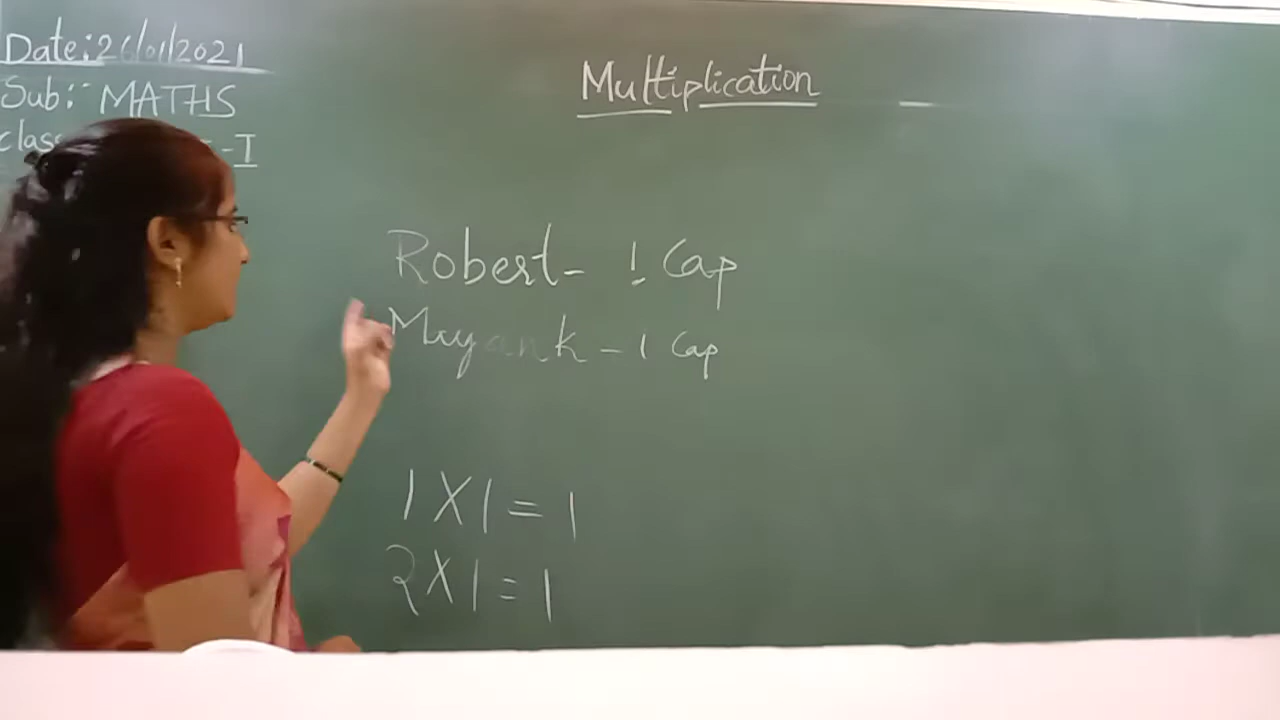 Date:26/01/2021
Sub:- MATHS
-I
Multiplication
Robert- 1 Cap
Mayank - 1 Cap
1 X 1 = 1
2 X 1 = 1